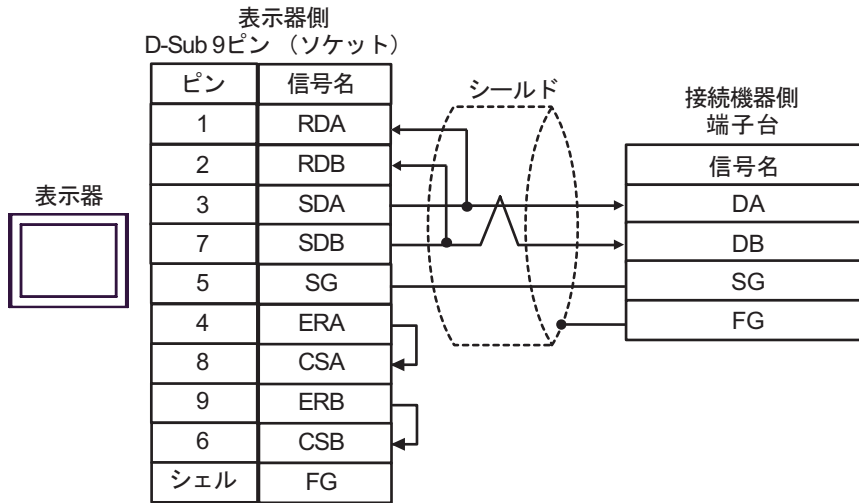 表示器側
D-Sub 9ピン （ソケット）
ピン 信号名
1 RDA
2 RDB
3 SDA
7 SDB
5 SG
4 ERA
8 CSA
9 ERB
6 CSB
シェル FG
表示器
シールド
接続機器側
端子台
信号名
DA
DB
SG
FG